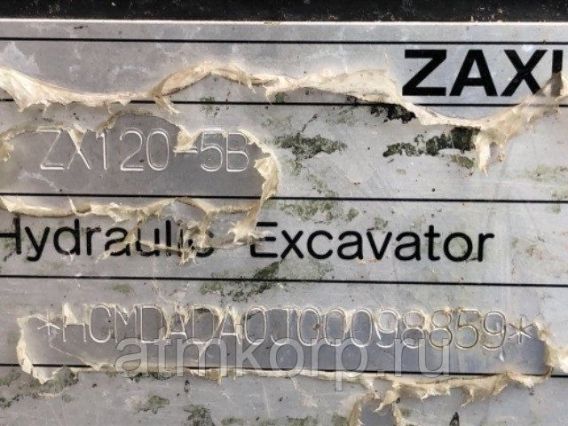 ZAXI
ZX120-5B
Hydraulic Excavator
*HCMDADA0J00098859*
atmkorp.ru